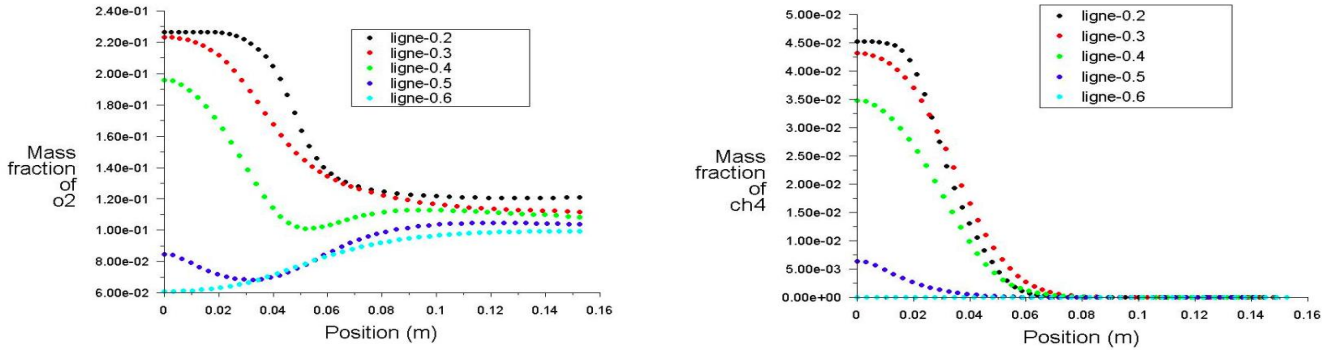 2.40e-01
2.20e-01
2.00e-01
1.80e-01
1.60e-01
1.40e-01
1.20e-01
1.00e-01
8.00e-02
6.00e-02
Mass
fraction
of
o2
ligne-0.2
ligne-0.3
ligne-0.4
ligne-0.5
ligne-0.6
0 0.02 0.04 0.06 0.08 0.1 0.12 0.14 0.16
Position (m)
5.00e-02
4.50e-02
4.00e-02
3.50e-02
3.00e-02
2.50e-02
2.00e-02
1.50e-02
1.00e-02
5.00e-03
0.00e+00
Mass
fraction
of
ch4
ligne-0.2
ligne-0.3
ligne-0.4
ligne-0.5
ligne-0.6
0 0.02 0.04 0.06 0.08 0.1 0.12 0.14 0.16
Position (m)